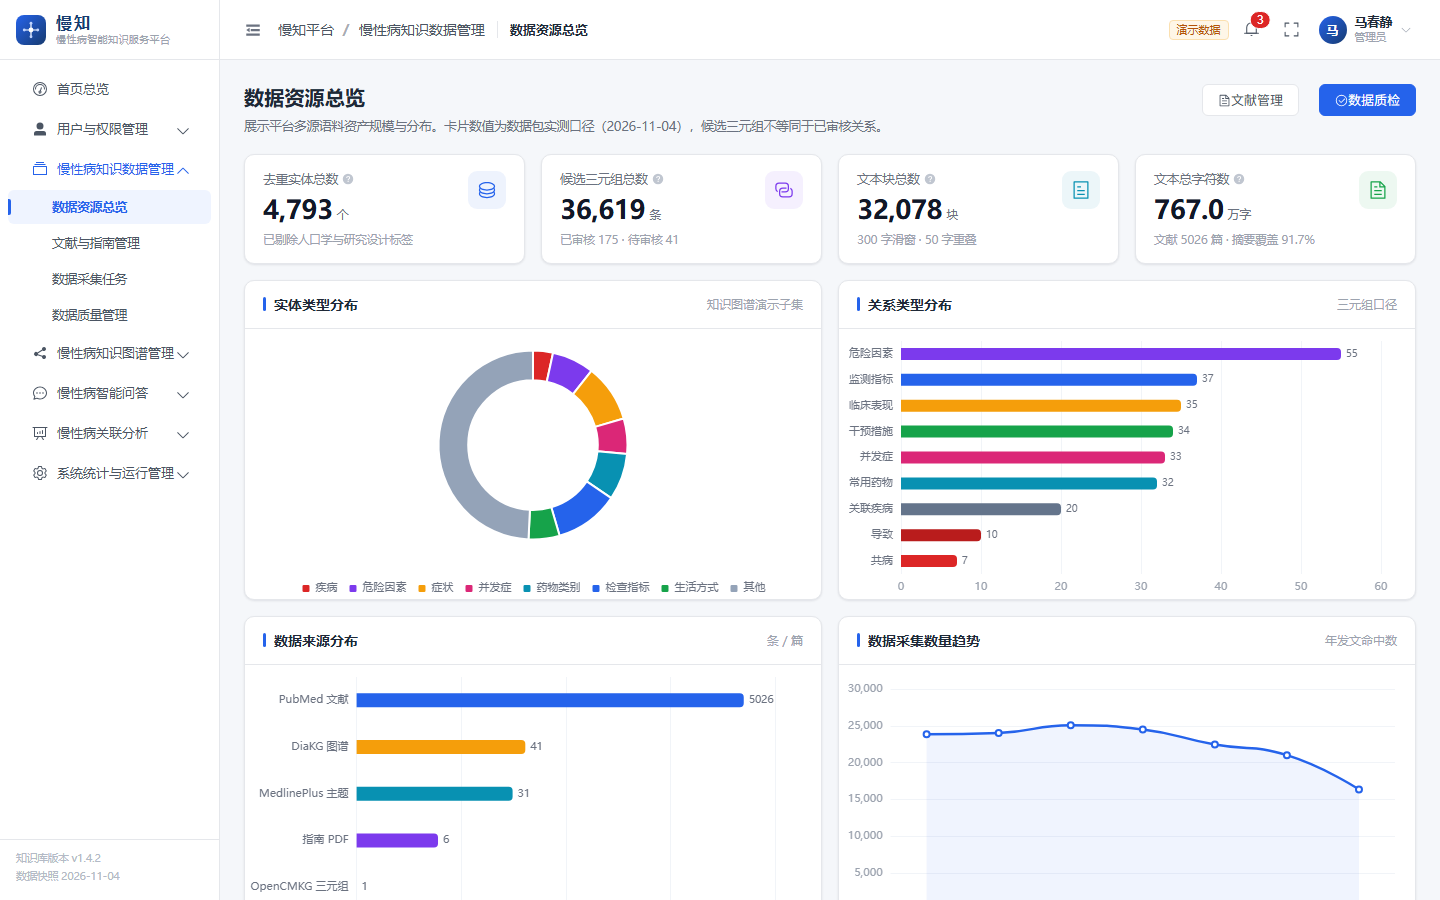 慢知
慢性病智能知识服务平台
慢知平台 / 慢性病知识数据管理 数据资源总览
演示数据
3
马
马春静
管理员
首页总览
用户与权限管理
慢性病知识数据管理
数据资源总览
文献与指南管理
数据采集任务
数据质量管理
慢性病知识图谱管理
慢性病智能问答
慢性病关联分析
系统统计与运行管理
知识库版本 v1.4.2
数据快照 2026-11-04
数据资源总览
展示平台多源语料资产规模与分布。卡片数值为数据包实测口径（2026-11-04），候选三元组不等同于已审核关系。
文献管理
数据质检
去重实体总数 ?
4,793 个
已剔除人口学与研究设计标签
候选三元组总数 ?
36,619 条
已审核 175 · 待审核 41
文本块总数 ?
32,078 块
300 字滑窗 · 50 字重叠
文本总字符数 ?
767.0 万字
文献 5026 篇 · 摘要覆盖 91.7%
实体类型分布
知识图谱演示子集
疾病 危险因素 症状 并发症 药物类别 检查指标 生活方式 其他
关系类型分布
三元组口径
危险因素 55
监测指标 37
临床表现 35
干预措施 34
并发症 33
常用药物 32
关联疾病 20
导致 10
共病 7
0 10 20 30 40 50 60
数据来源分布
条 / 篇
PubMed 文献 5026
DiaKG 图谱 41
MedlinePlus 主题 31
指南 PDF 6
OpenCMKG 三元组 1
数据采集数量趋势
年发文命中数
30,000
25,000
20,000
15,000
10,000
5,000